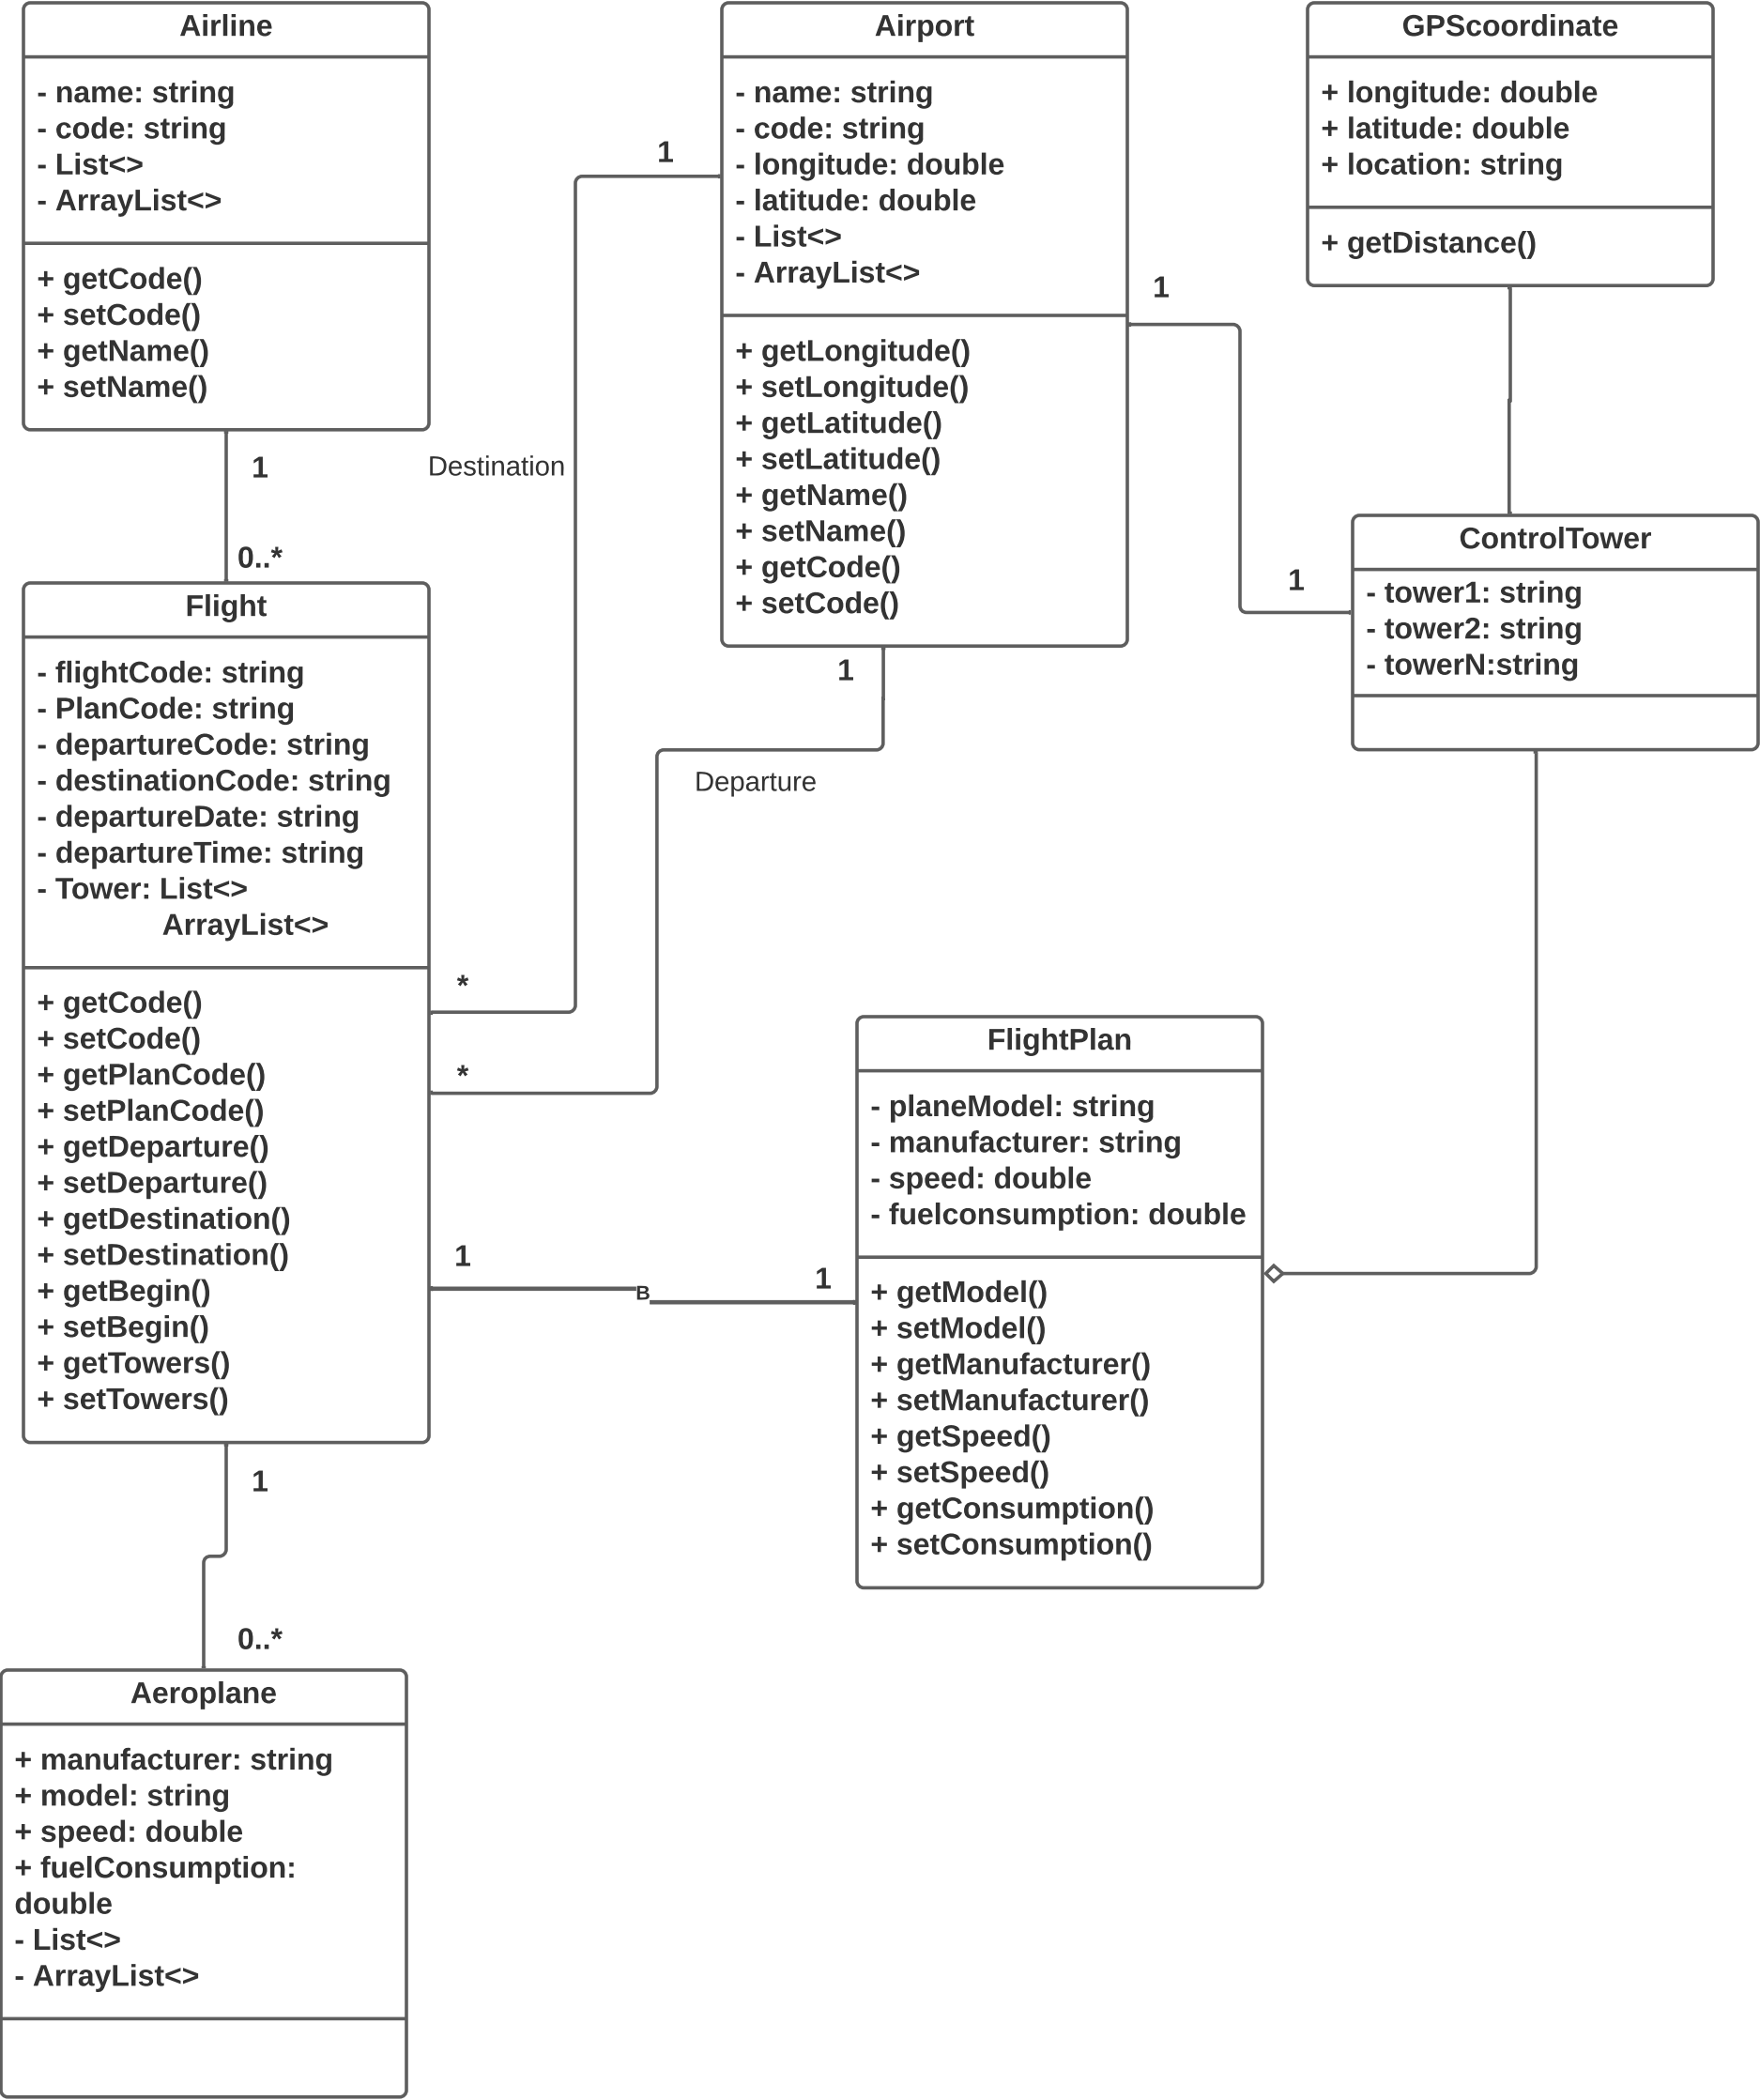 Airline
- name: string
- code: string
- List<>
- ArrayList<>
+ getCode()
+ setCode()
+ getName()
+ setName()
1
0..*
Airport
- name: string
- code: string
- longitude: double
- latitude: double
- List<>
- ArrayList<>
+ getLongitude()
+ setLongitude()
+ getLatitude()
+ setLatitude()
+ getName()
+ setName()
+ getCode()
+ setCode()
1
Destination
1
1
1
Departure
GPScoordinate
+ longitude: double
+ latitude: double
+ location: string
+ getDistance()
ControlTower
- tower1: string
- tower2: string
- towerN:string
Flight
- flightCode: string
- PlanCode: string
- departureCode: string
- destinationCode: string
- departureDate: string
- departureTime: string
- Tower: List<>
ArrayList<>
+ getCode()
+ setCode()
+ getPlanCode()
+ setPlanCode()
+ getDeparture()
+ setDeparture()
+ getDestination()
+ setDestination()
+ getBegin()
+ setBegin()
+ getTowers()
+ setTowers()
*
*
1
B
1
FlightPlan
- planeModel: string
- manufacturer: string
- speed: double
- fuelconsumption: double
+ getModel()
+ setModel()
+ getManufacturer()
+ setManufacturer()
+ getSpeed()
+ setSpeed()
+ getConsumption()
+ setConsumption()
1
0..*
Aeroplane
+ manufacturer: string
+ model: string
+ speed: double
+ fuelConsumption:
double
- List<>
- ArrayList<>